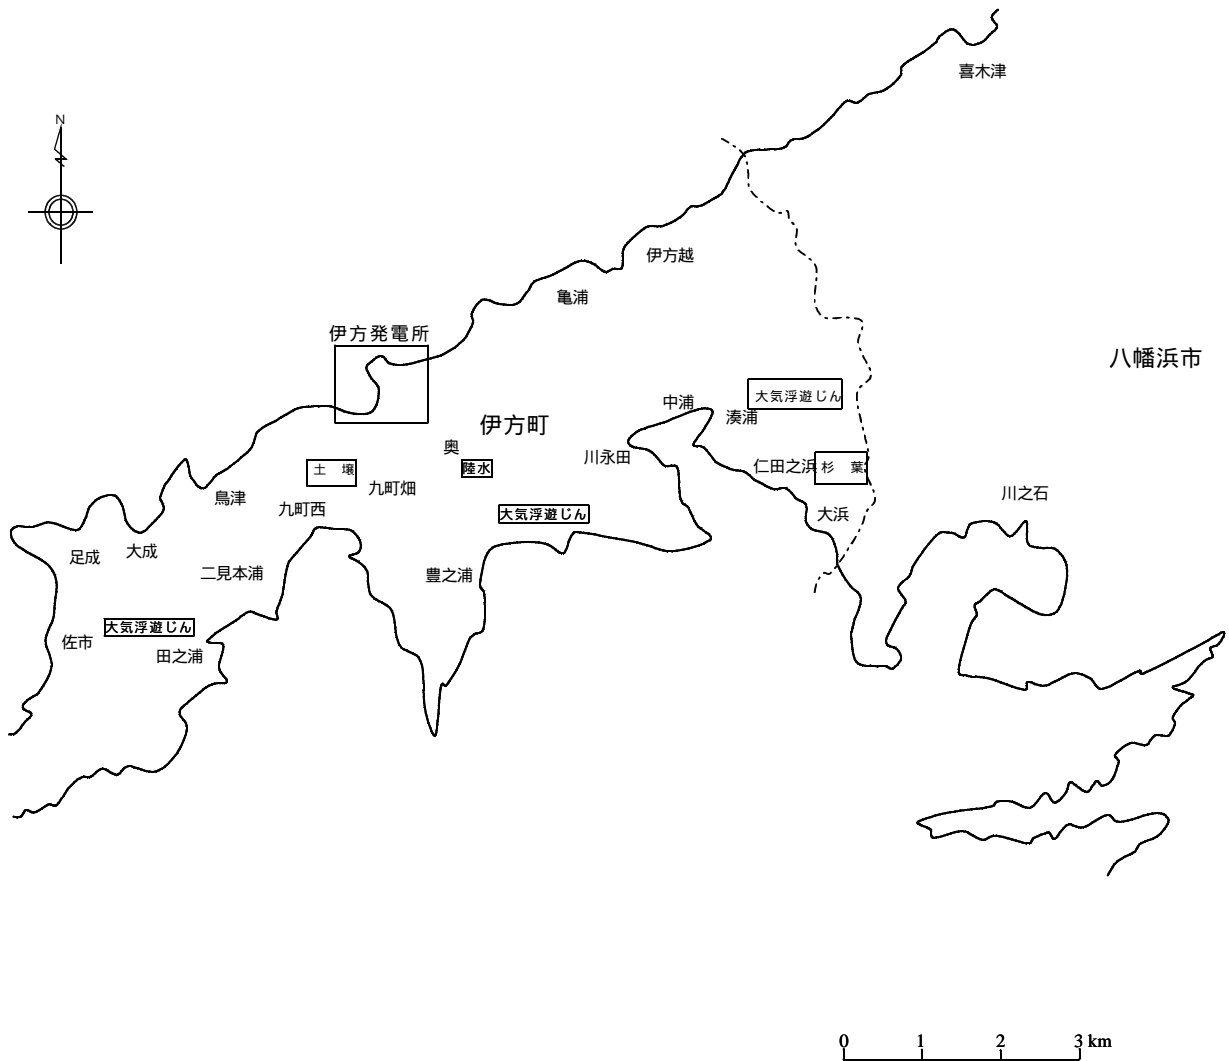 喜木津
N
伊方越
亀浦
伊方発電所
八幡浜市
大気浮遊じん
中浦
湊浦
伊方町
奥
川永田
陸水
土 壌
仁田之浜
杉 葉
九町畑
鳥津
川之石
九町西
大気浮遊じん
大浜
大成
足成
二見本浦
豊之浦
大気浮遊じん
佐市
田之浦
0 1 2 3 km